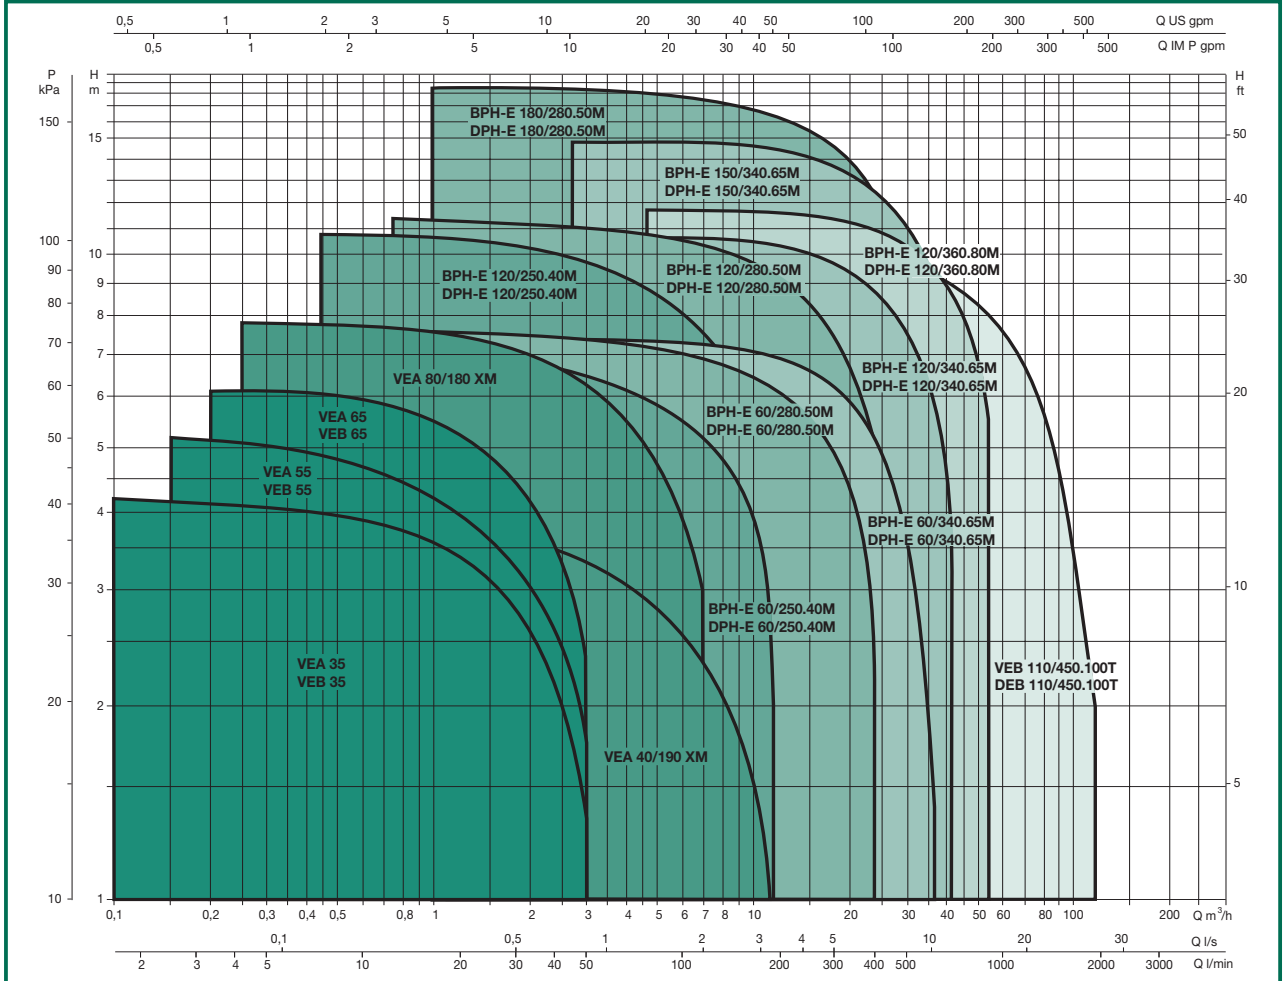 0,5 1 2 3 5 10 20 30 40 50 100 200 300 500 Q US gpm
0,5 1 2 5 10 20 30 40 50 100 200 300 500 Q IM P gpm
P H H
kPa m ft
150
15
50
40
100
10
90
9
30
80
8
70
7
60
6
20
50
5
40
4
30
3
10
20
2
5
10
1
BPH-E 180/280.50M
DPH-E 180/280.50M
BPH-E 150/340.65M
DPH-E 150/340.65M
BPH-E 120/360.80M
DPH-E 120/360.80M
BPH-E 120/250.40M
DPH-E 120/250.40M
BPH-E 120/280.50M
DPH-E 120/280.50M
VEA 80/180 XM
BPH-E 120/340.65M
DPH-E 120/340.65M
VEA 65
VEB 65
BPH-E 60/280.50M
DPH-E 60/280.50M
VEA 55
VEB 55
BPH-E 60/340.65M
DPH-E 60/340.65M
BPH-E 60/250.40M
DPH-E 60/250.40M
VEA 35
VEB 35
VEB 110/450.100T
DEB 110/450.100T
VEA 40/190 XM
0,1 0,2 0,3 0,4 0,5 0,8 1 2 3 4 5 6 7 8 10 20 30 40 50 60 80 100 200 Q m³/h
0,1 0,5 1 2 3 4 5 10 20 30 Q l/s
2 3 4 5 10 20 30 40 50 100 200 300 400 500 1000 2000 3000 Q l/min